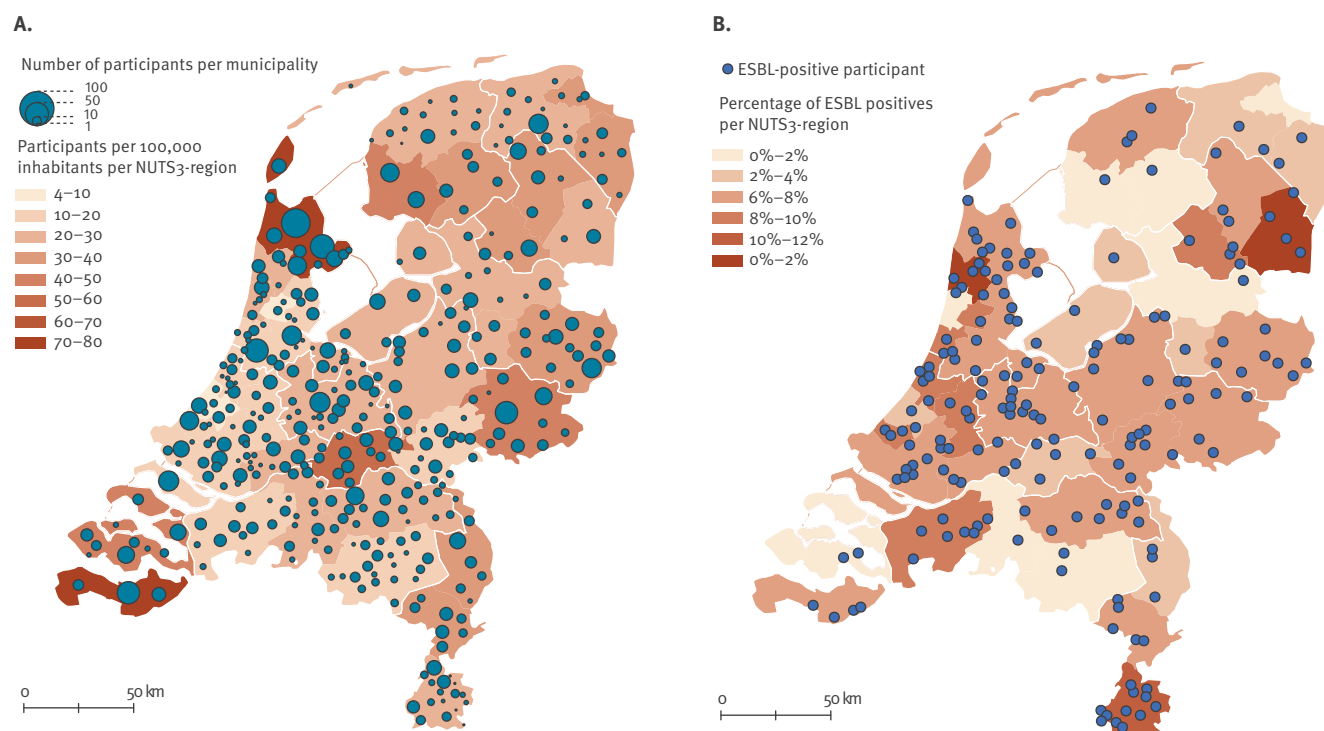 A.
Number of participants per municipality
100
50
10
1
Participants per 100,000
inhabitants per NUTS3-region
4–10
10–20
20–30
30–40
40–50
50–60
60–70
70–80
0
50 km
B.
ESBL-positive participant
Percentage of ESBL positives
per NUTS3-region
0%–2%
2%–4%
6%–8%
8%–10%
10%–12%
0%–2%
0
50 km